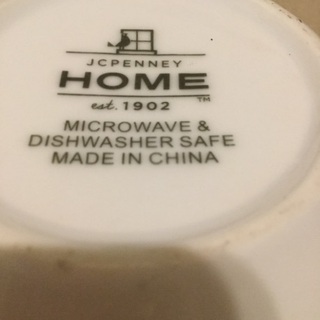 JCPENNEY
HOME
est. 1902 ™
MICROWAVE &
DISHWASHER SAFE
MADE IN CHINA